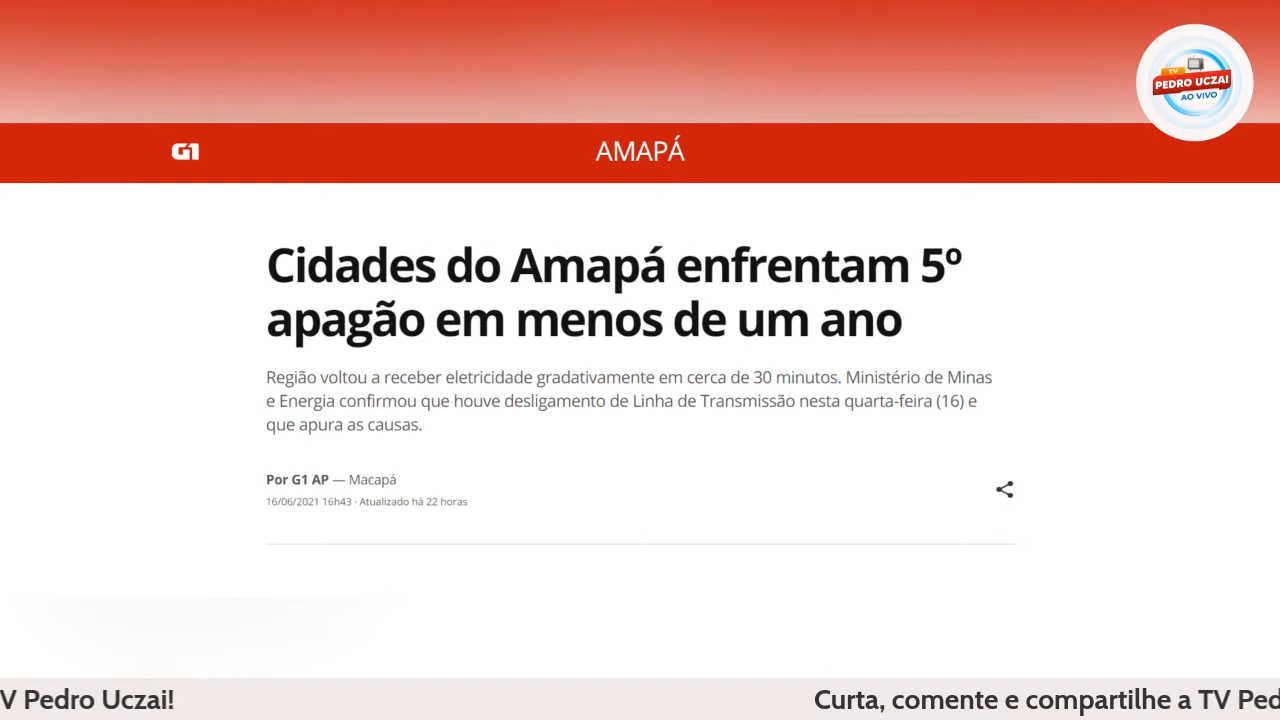 TV
PEDRO UCZAI
AO VIVO
G1
AMAPÁ
Cidades do Amapá enfrentam 5º
apagão em menos de um ano
Região voltou a receber eletricidade gradativamente em cerca de 30 minutos. Ministério de Minas
e Energia confirmou que houve desligamento de Linha de Transmissão nesta quarta-feira (16) e
que apura as causas.
Por G1 AP — Macapá
16/06/2021 16h43 · Atualizado há 22 horas
V Pedro Uczai! Curta, comente e compartilhe a TV Ped